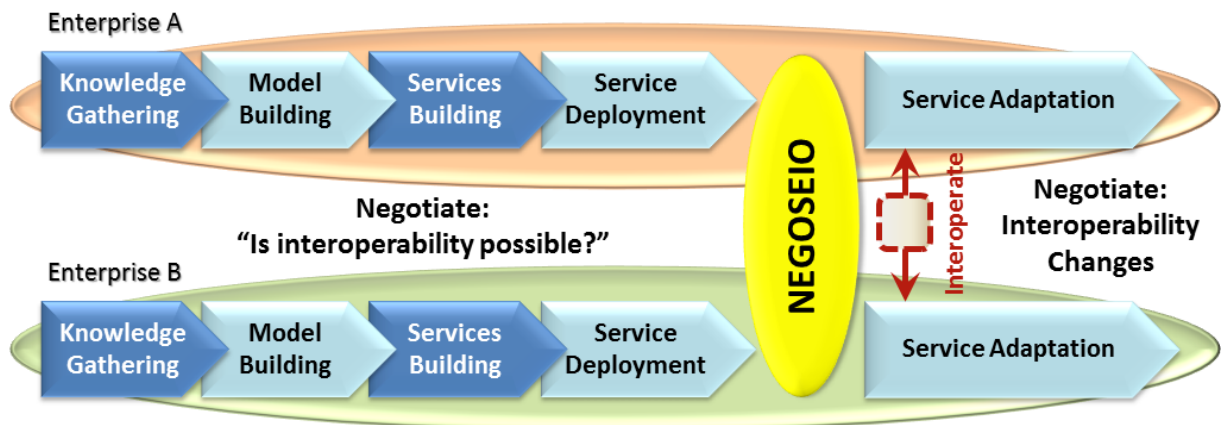 Enterprise A
Knowledge
Gathering
Model
Building
Services
Building
Service
Deployment
Service Adaptation
NEGOSEIO
Interoperate
Negotiate:
“Is interoperability possible?”
Negotiate:
Interoperability
Changes
Enterprise B
Knowledge
Gathering
Model
Building
Services
Building
Service
Deployment
Service Adaptation